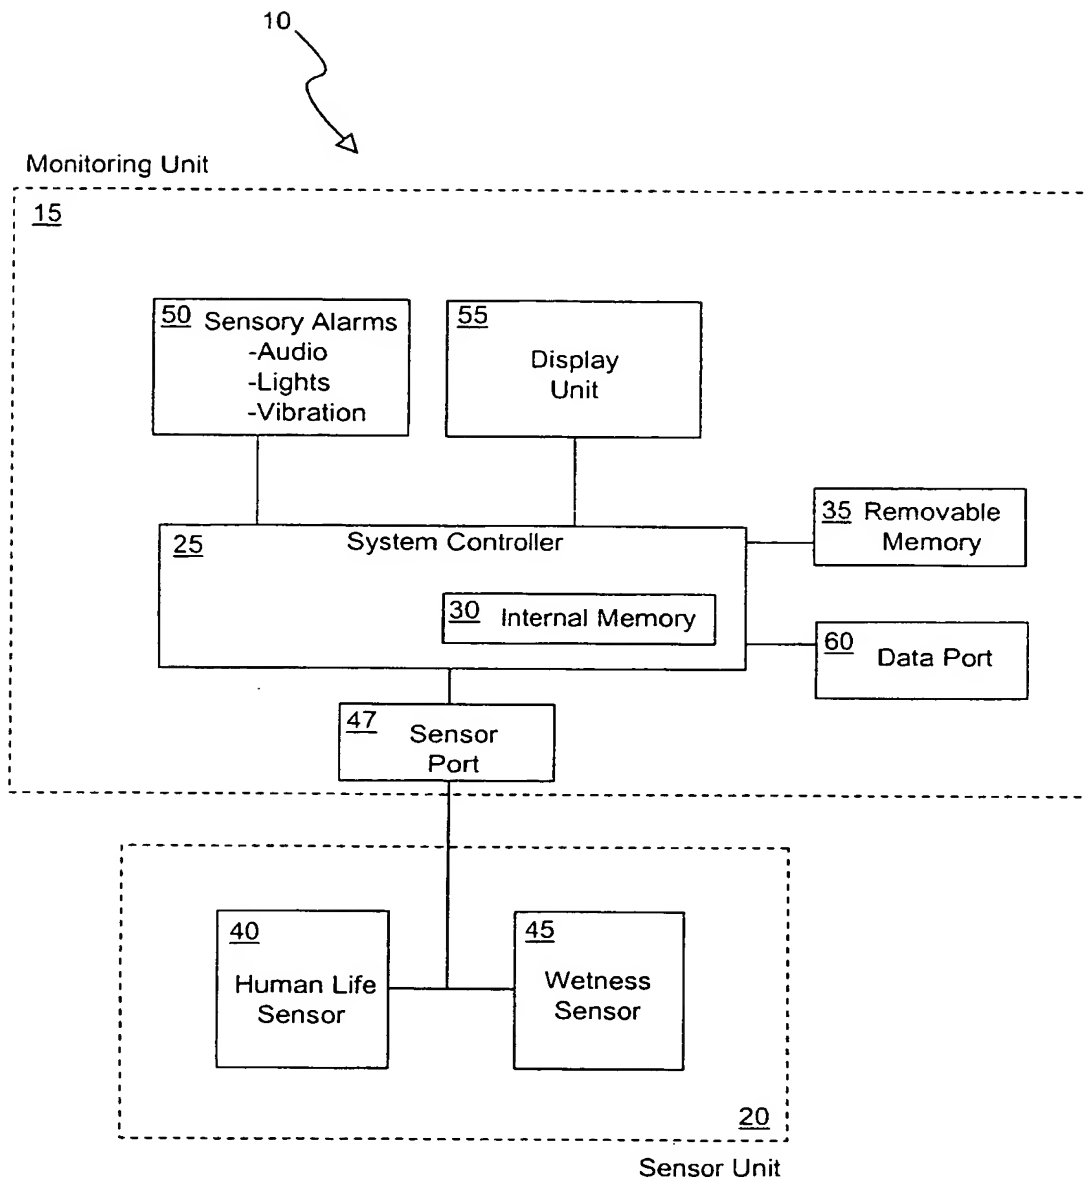 10
Monitoring Unit
15
50 Sensory Alarms
-Audio
-Lights
-Vibration
55
Display
Unit
25 System Controller
30 Internal Memory
35 Removable
Memory
60 Data Port
47
Sensor
Port
40
Human Life
Sensor
45
Wetness
Sensor
20
Sensor Unit